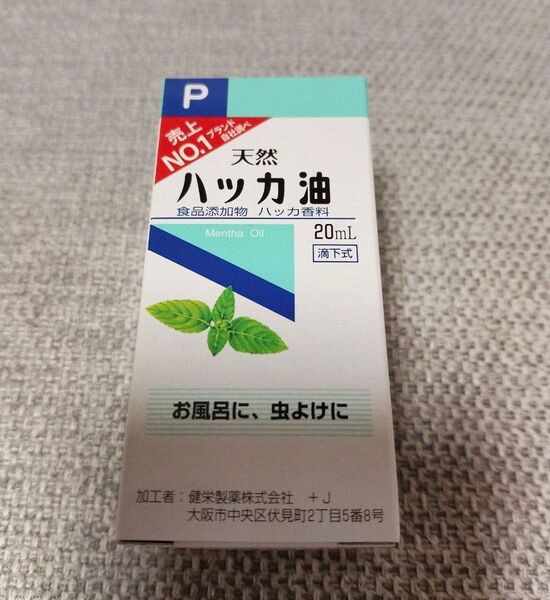 P
売上
NO.1
ブランド
自社調べ
天然
ハッカ油
食品添加物 ハッカ香料
Mentha Oil
20mL
滴下式
お風呂に、虫よけに
加工者：健栄製薬株式会社 +J
大阪市中央区伏見町2丁目5番8号